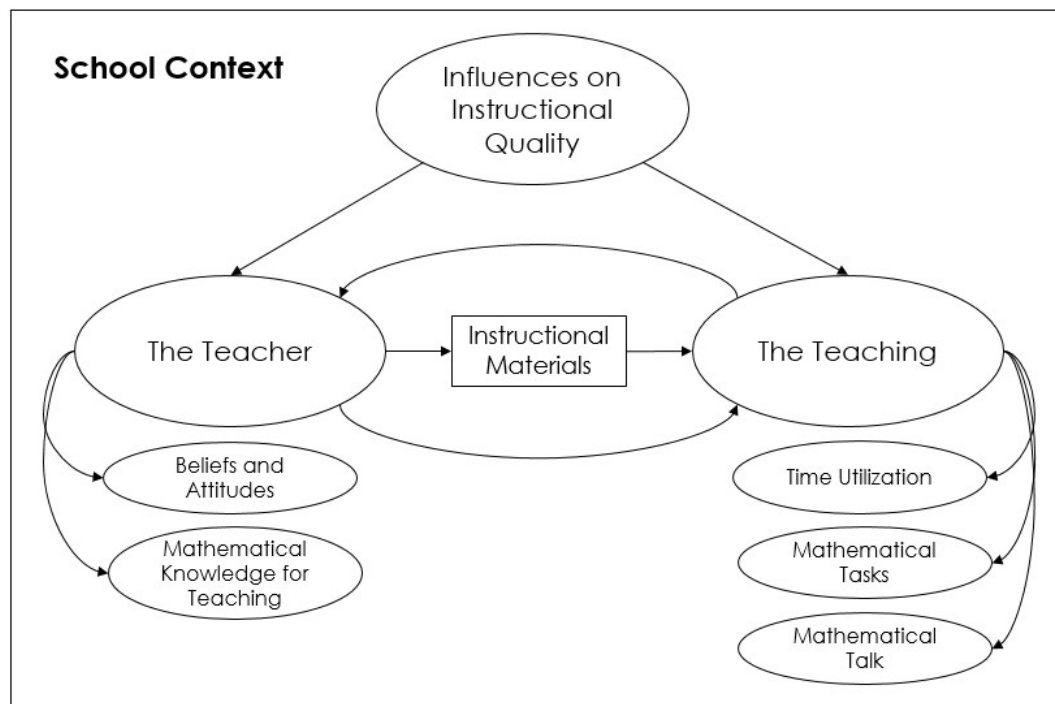 School Context
Influences on
Instructional
Quality
The Teacher
Instructional
Materials
The Teaching
Beliefs and
Attitudes
Mathematical
Knowledge for
Teaching
Time Utilization
Mathematical
Tasks
Mathematical
Talk